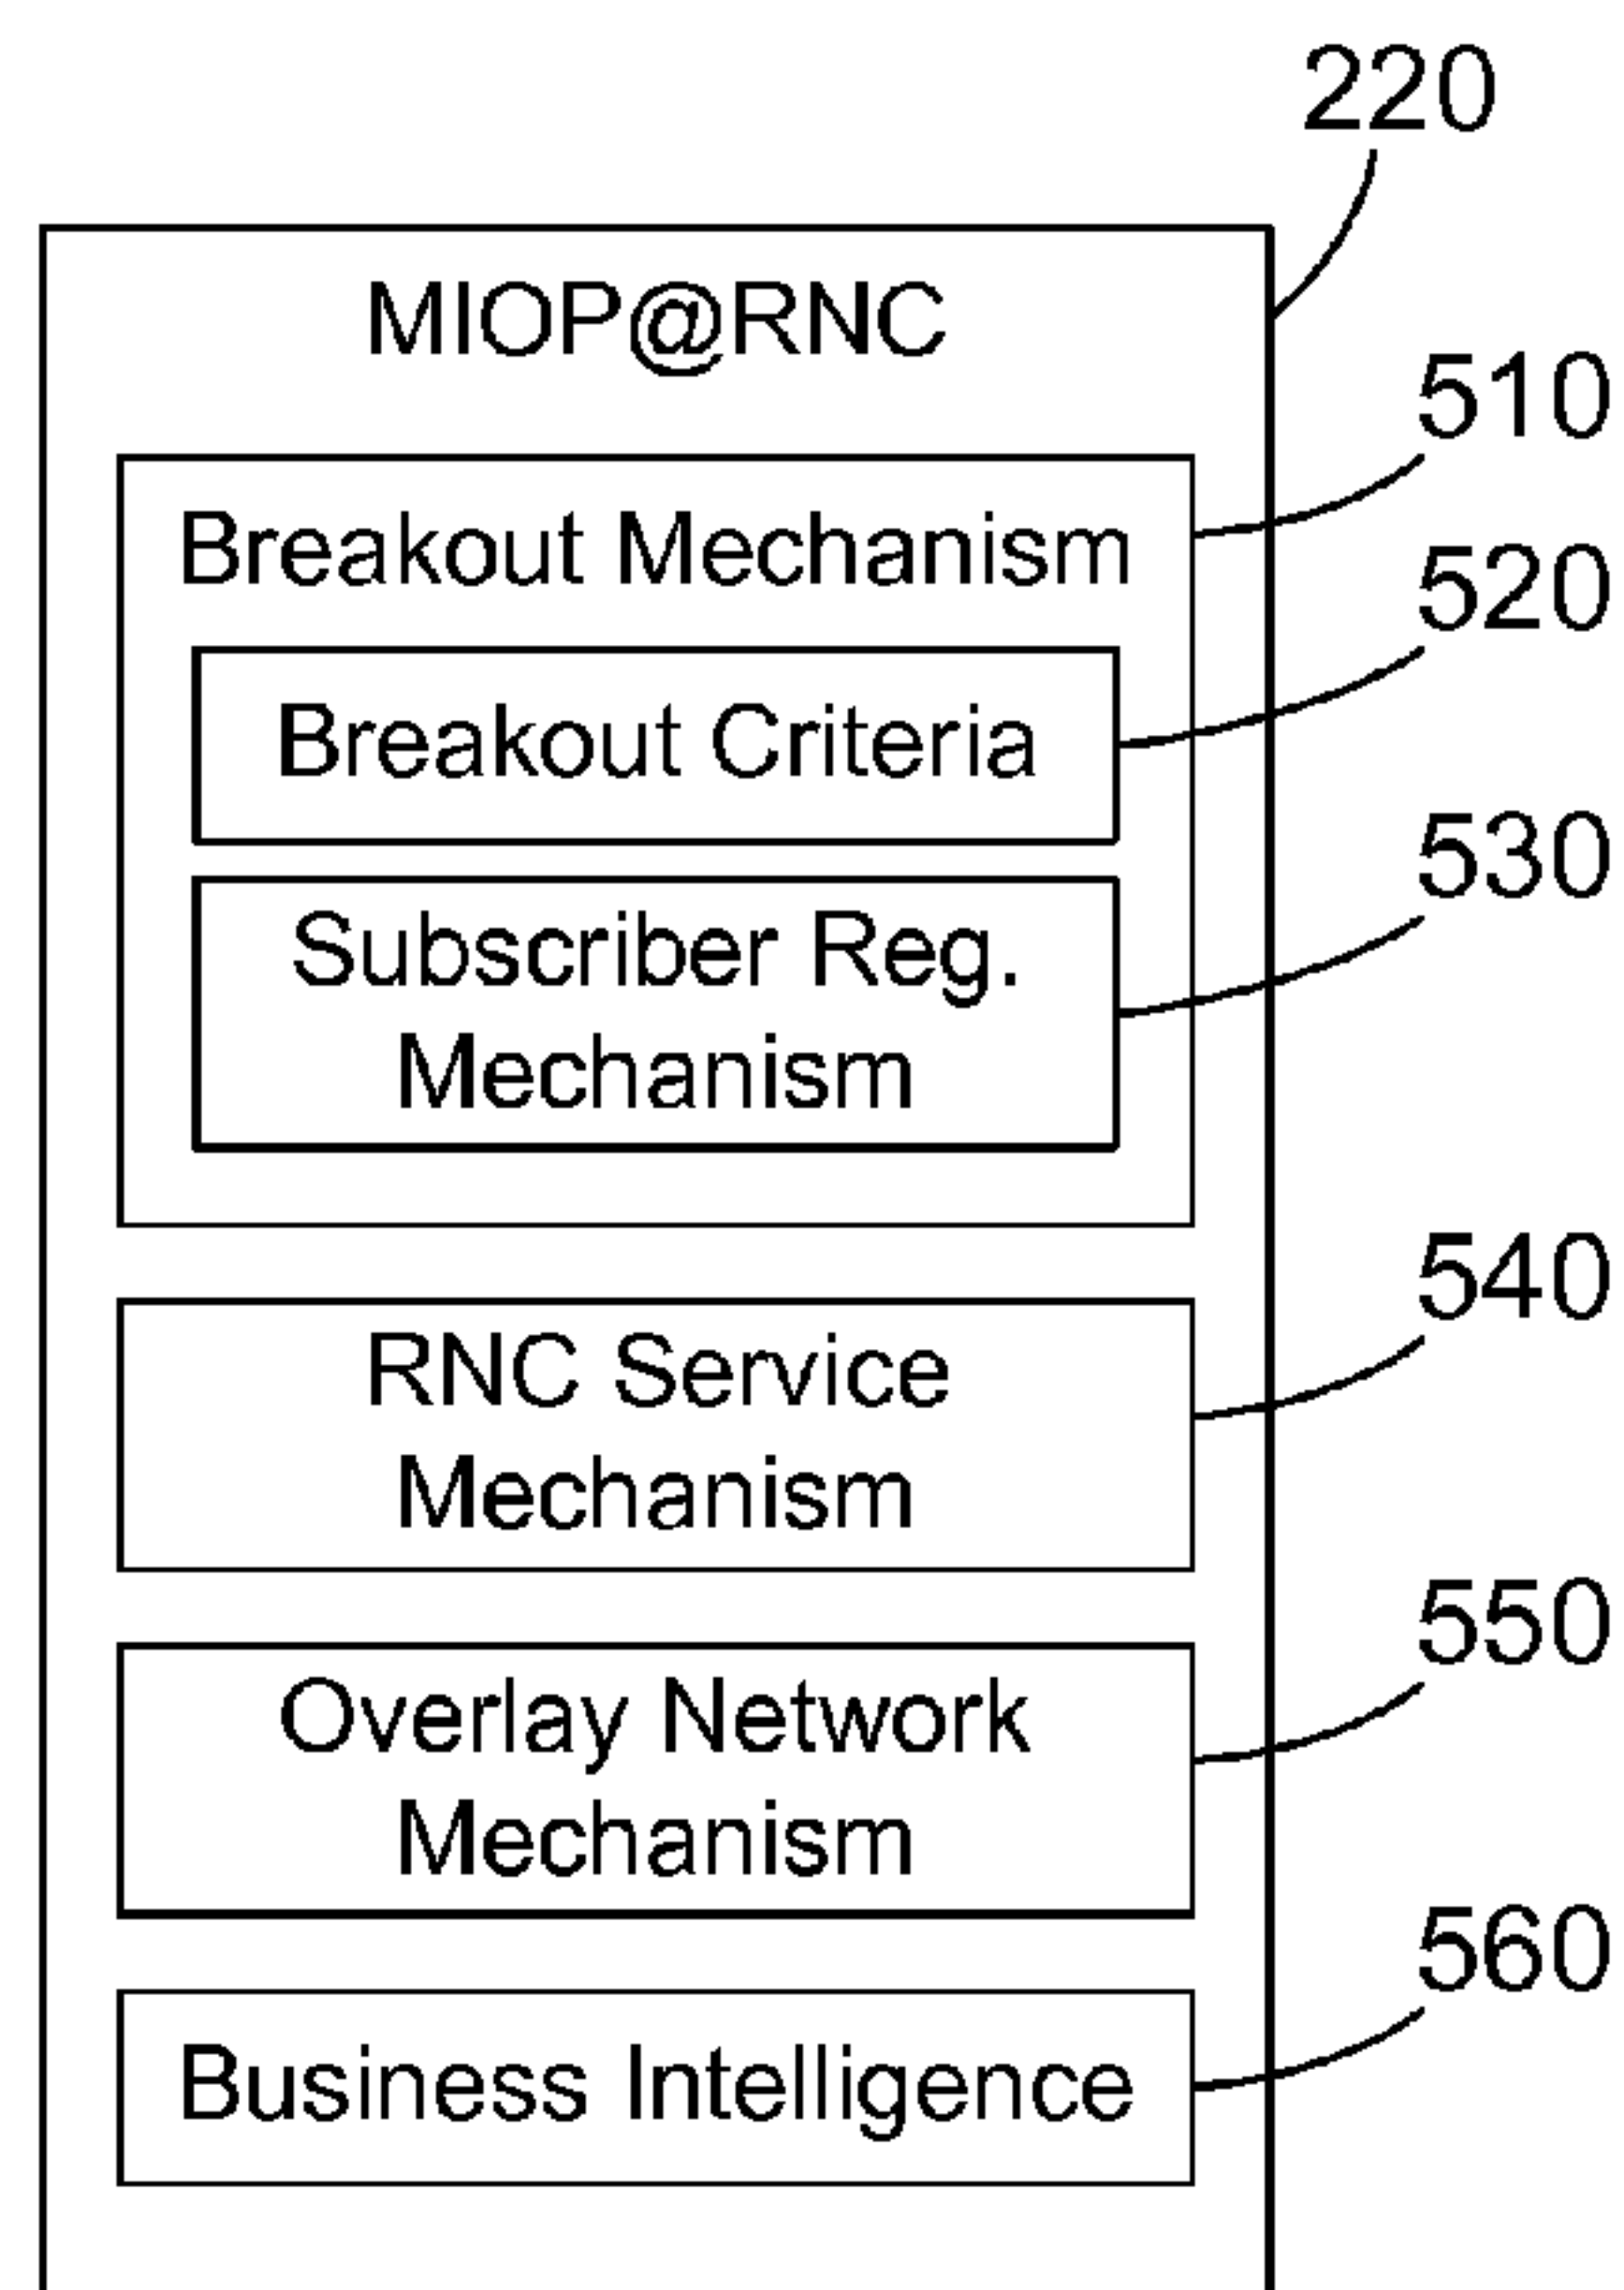 220
MIOP@RNC
510
Breakout Mechanism
520
Breakout Criteria
530
Subscriber Reg.
Mechanism
540
RNC Service
Mechanism
550
Overlay Network
Mechanism
560
Business Intelligence